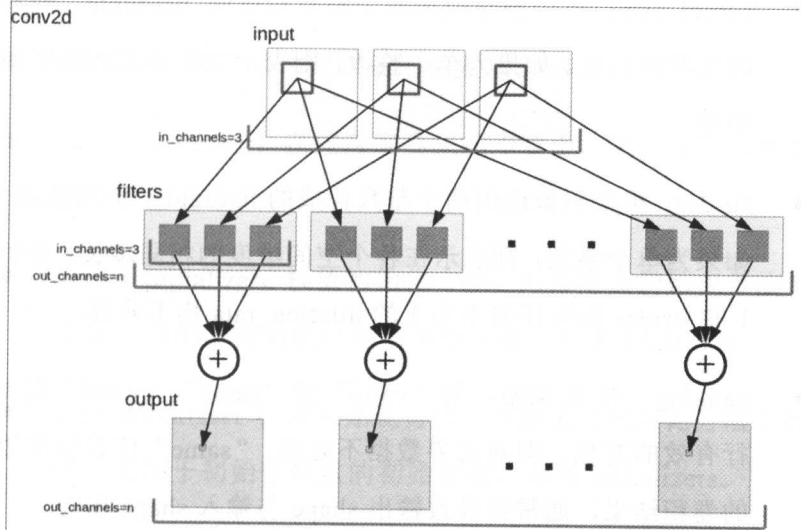 conv2d
input
in_channels=3
filters
in_channels=3
out_channels=n
+
+
+
output
out_channels=n